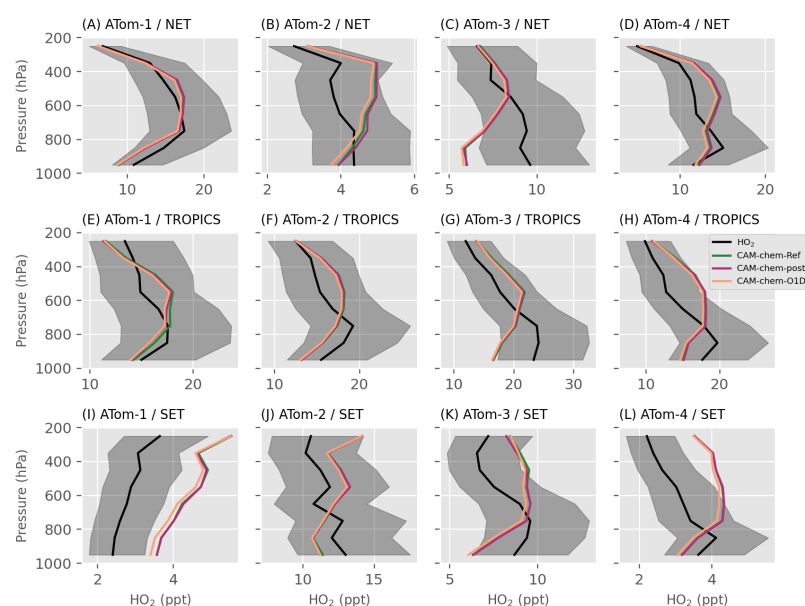 (A) ATom-1 / NET
(B) ATom-2 / NET
(C) ATom-3 / NET
(D) ATom-4 / NET
Pressure (hPa)
200
400
600
800
1000
10 20
2 4 6
5 10
10 20
(E) ATom-1 / TROPICS
(F) ATom-2 / TROPICS
(G) ATom-3 / TROPICS
(H) ATom-4 / TROPICS
Pressure (hPa)
200
400
600
800
1000
HO₂
CAM-chem-Ref
CAM-chem-post
CAM-chem-O1D
10 20
10 20
10 20 30
10 20
(I) ATom-1 / SET
(J) ATom-2 / SET
(K) ATom-3 / SET
(L) ATom-4 / SET
Pressure (hPa)
200
400
600
800
1000
2 4
10 15
5 10
2 4
HO₂ (ppt)
HO₂ (ppt)
HO₂ (ppt)
HO₂ (ppt)